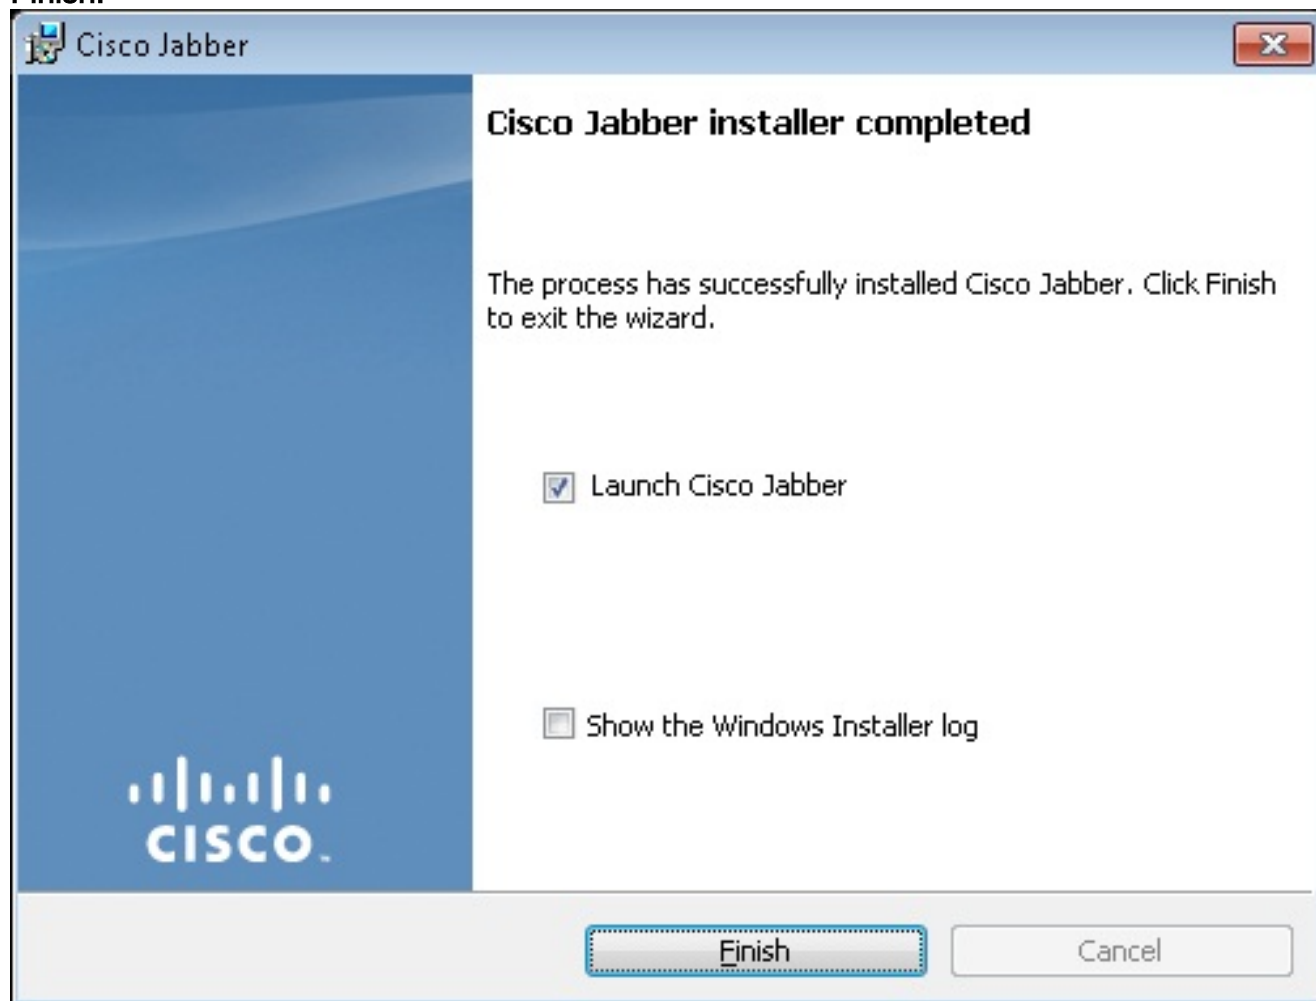 Finish.
Cisco Jabber
Cisco Jabber installer completed
The process has successfully installed Cisco Jabber. Click Finish
to exit the wizard.
Launch Cisco Jabber
Show the Windows Installer log
CISCO
Finish
Cancel